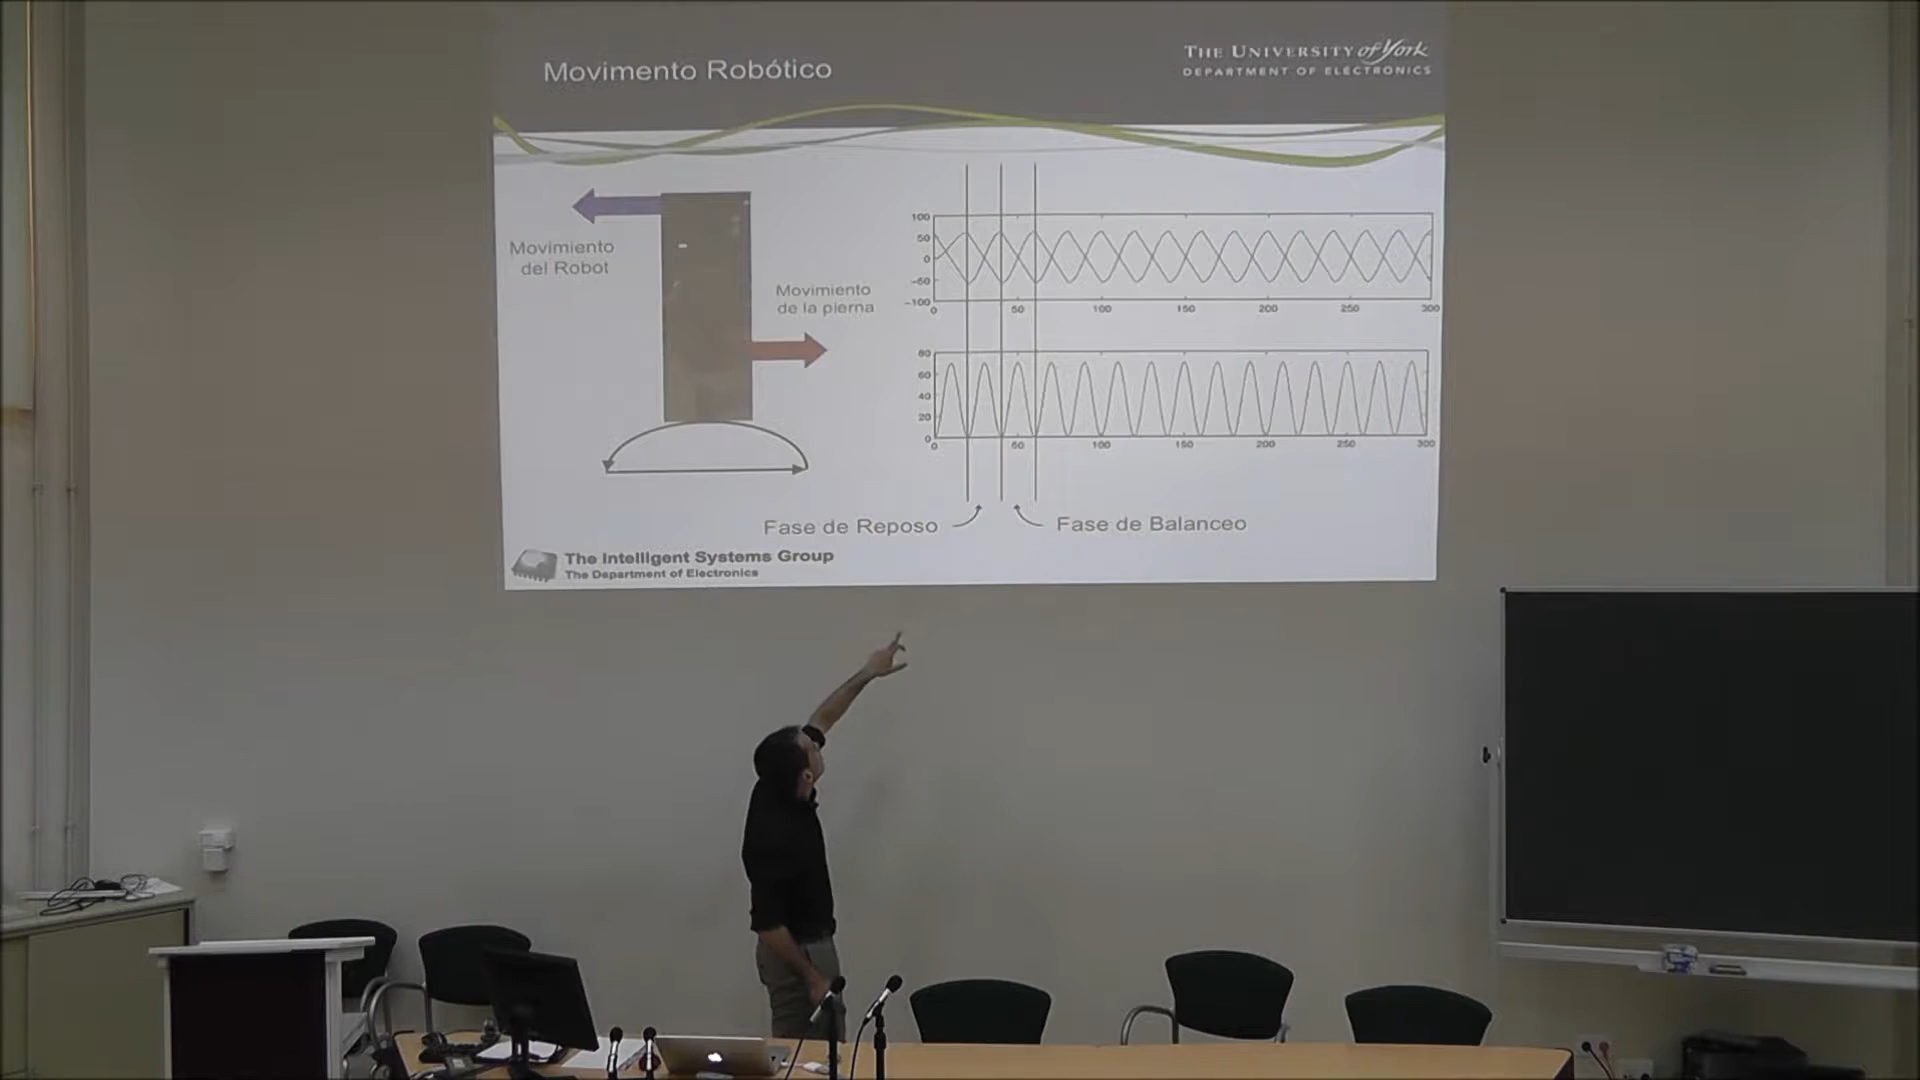 Movimento Robótico
THE UNIVERSITY of York
DEPARTMENT OF ELECTRONICS
Movimiento
del Robot
Movimiento
de la pierna
100
50
0
-50
-100
0 50 100 150 200 250 300
80
60
40
20
0
0 50 100 150 200 250 300
Fase de Reposo
Fase de Balanceo
The Intelligent Systems Group
The Department of Electronics